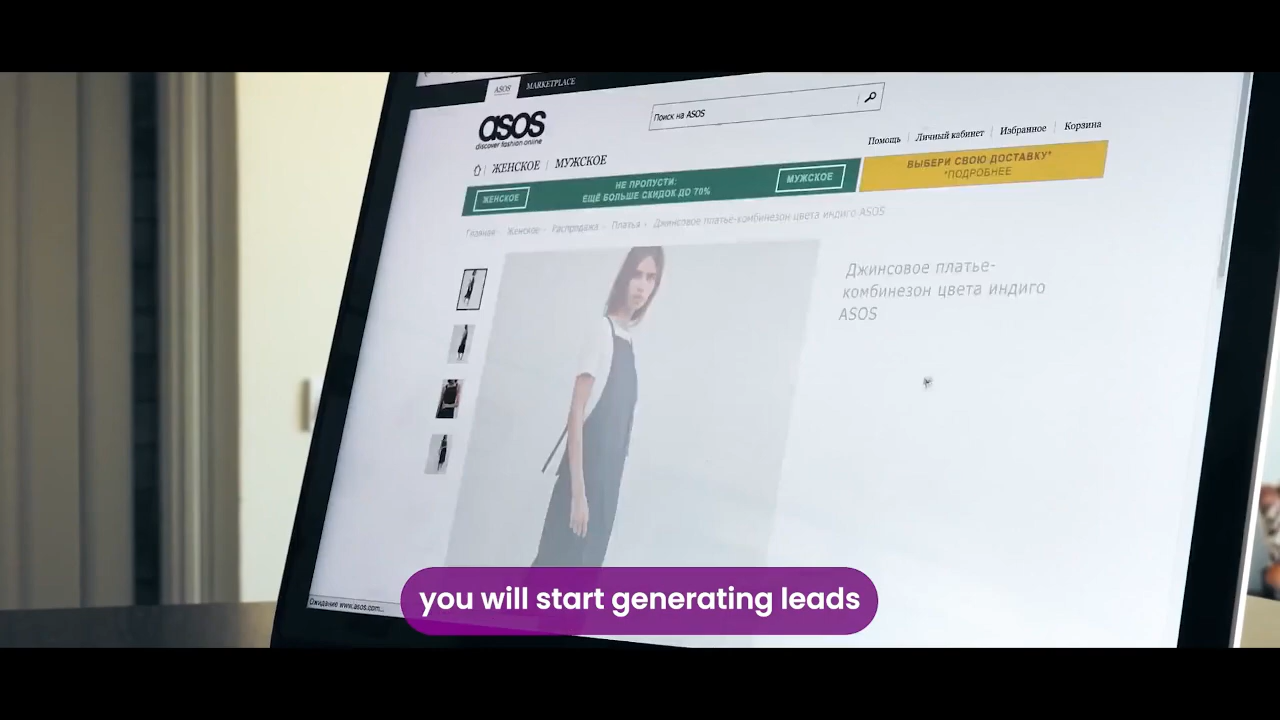 ASOS
MARKETPLACE
asos
discover fashion online
Поиск на ASOS
Помощь
Личный кабинет
Избранное
Корзина
ЖЕНСКОЕ
МУЖСКОЕ
ЖЕНСКОЕ
НЕ ПРОПУСТИ:
ЕЩЁ БОЛЬШЕ СКИДОК ДО 70%
МУЖСКОЕ
ВЫБЕРИ СВОЮ ДОСТАВКУ*
*ПОДРОБНЕЕ
Главная Женское Распродажа Платья Джинсовое платье-комбинезон цвета индиго ASOS
Джинсовое платье-
комбинезон цвета индиго
ASOS
Ожидание www.asos.com...
you will start generating leads